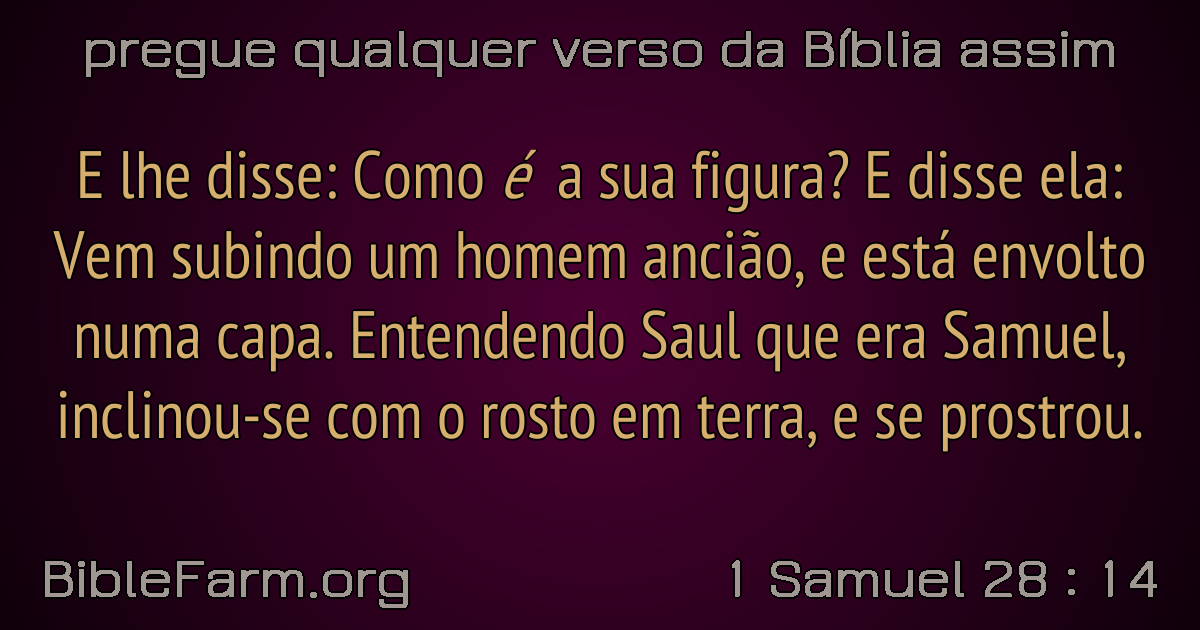 pregue qualquer verso da Bíblia assim
E lhe disse: Como é a sua figura? E disse ela:
Vem subindo um homem ancião, e está envolto
numa capa. Entendendo Saul que era Samuel,
inclinou-se com o rosto em terra, e se prostrou.
BibleFarm.org
1 Samuel 28 : 14